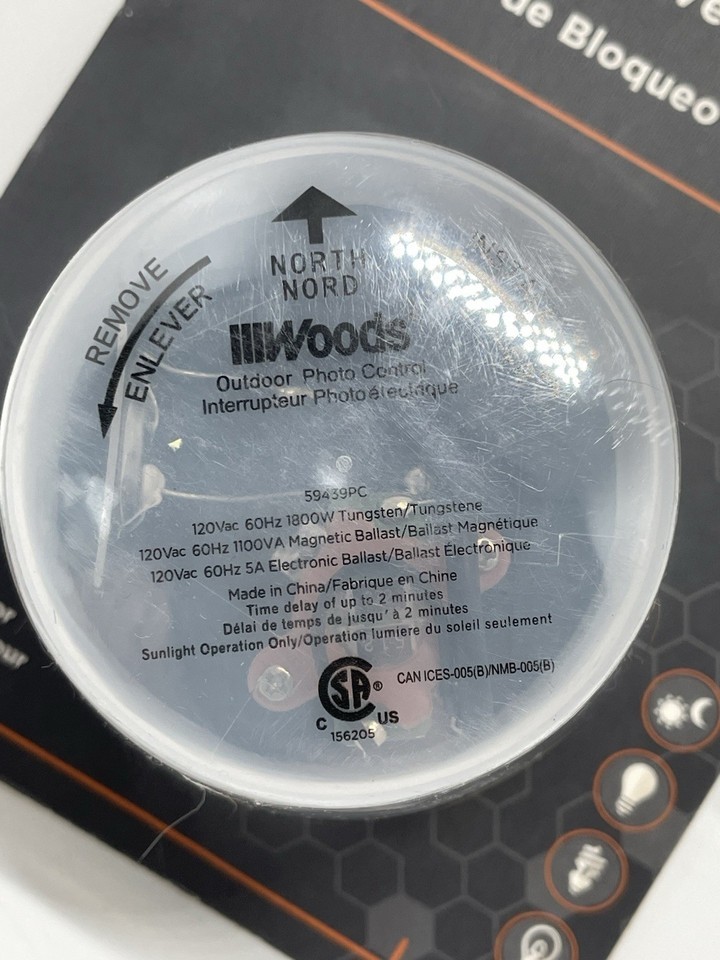 de Bloqueo
NORTH
NORD
REMOVE
ENLEVER
Woods
Outdoor Photo Control
Interrupteur Photoélectrique
59439PC
120Vac 60Hz 1800W Tungsten/Tungstene
120Vac 60Hz 1100VA Magnetic Ballast/Ballast Magnétique
120Vac 60Hz 5A Electronic Ballast/Ballast Électronique
Made in China/Fabrique en Chine
Time delay of up to 2 minutes
Délai de temps de jusqu' à 2 minutes
Sunlight Operation Only/Operation lumiere du soleil seulement
SA® CAN ICES-005(B)/NMB-005(B)
C US
156205